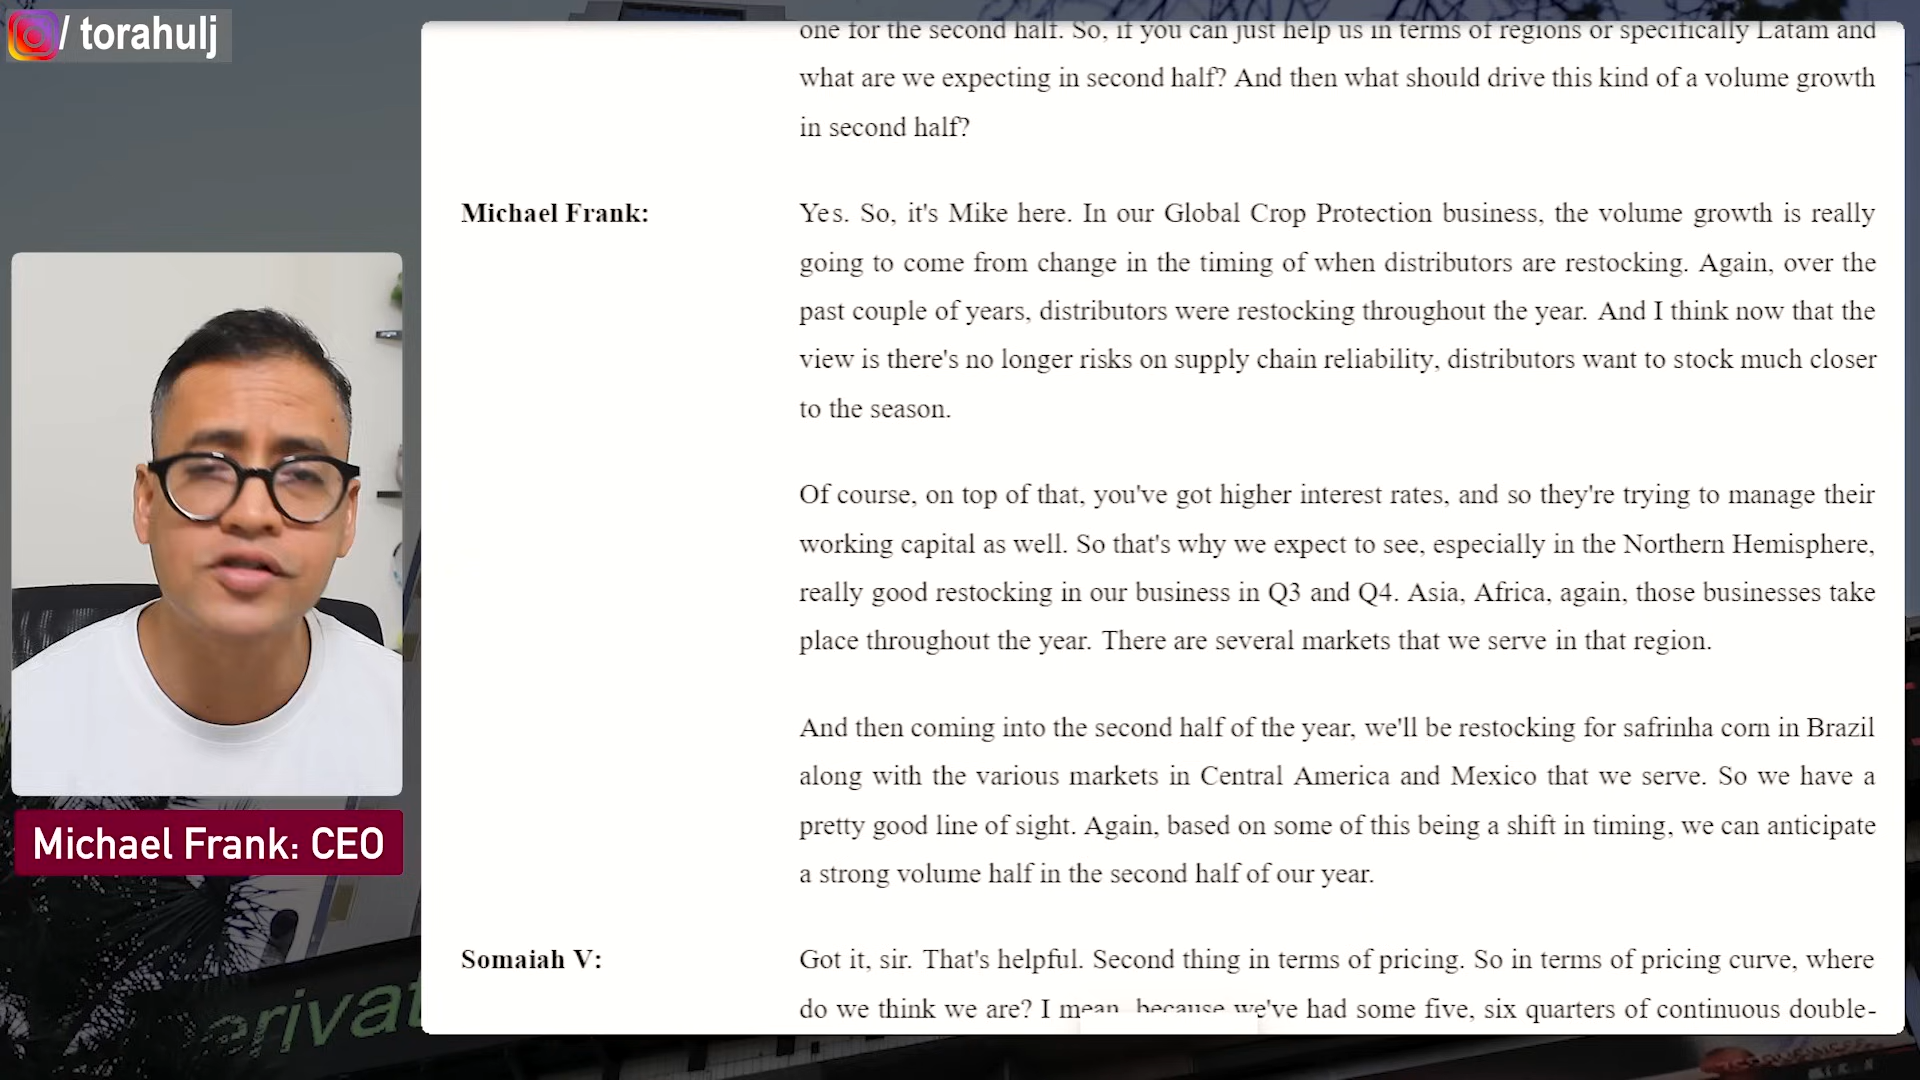 / torahulj
one for the second half. So, if you can just help us in terms of regions or specifically Latam and
what are we expecting in second half? And then what should drive this kind of a volume growth
in second half?
Michael Frank:
Yes. So, it's Mike here. In our Global Crop Protection business, the volume growth is really
going to come from change in the timing of when distributors are restocking. Again, over the
past couple of years, distributors were restocking throughout the year. And I think now that the
view is there's no longer risks on supply chain reliability, distributors want to stock much closer
to the season.
Of course, on top of that, you've got higher interest rates, and so they're trying to manage their
working capital as well. So that's why we expect to see, especially in the Northern Hemisphere,
really good restocking in our business in Q3 and Q4. Asia, Africa, again, those businesses take
place throughout the year. There are several markets that we serve in that region.
And then coming into the second half of the year, we'll be restocking for safrinha corn in Brazil
along with the various markets in Central America and Mexico that we serve. So we have a
pretty good line of sight. Again, based on some of this being a shift in timing, we can anticipate
a strong volume half in the second half of our year.
Somaiah V:
Got it, sir. That's helpful. Second thing in terms of pricing. So in terms of pricing curve, where
do we think we are? I mean, because we've had some five, six quarters of continuous double-
Michael Frank: CEO